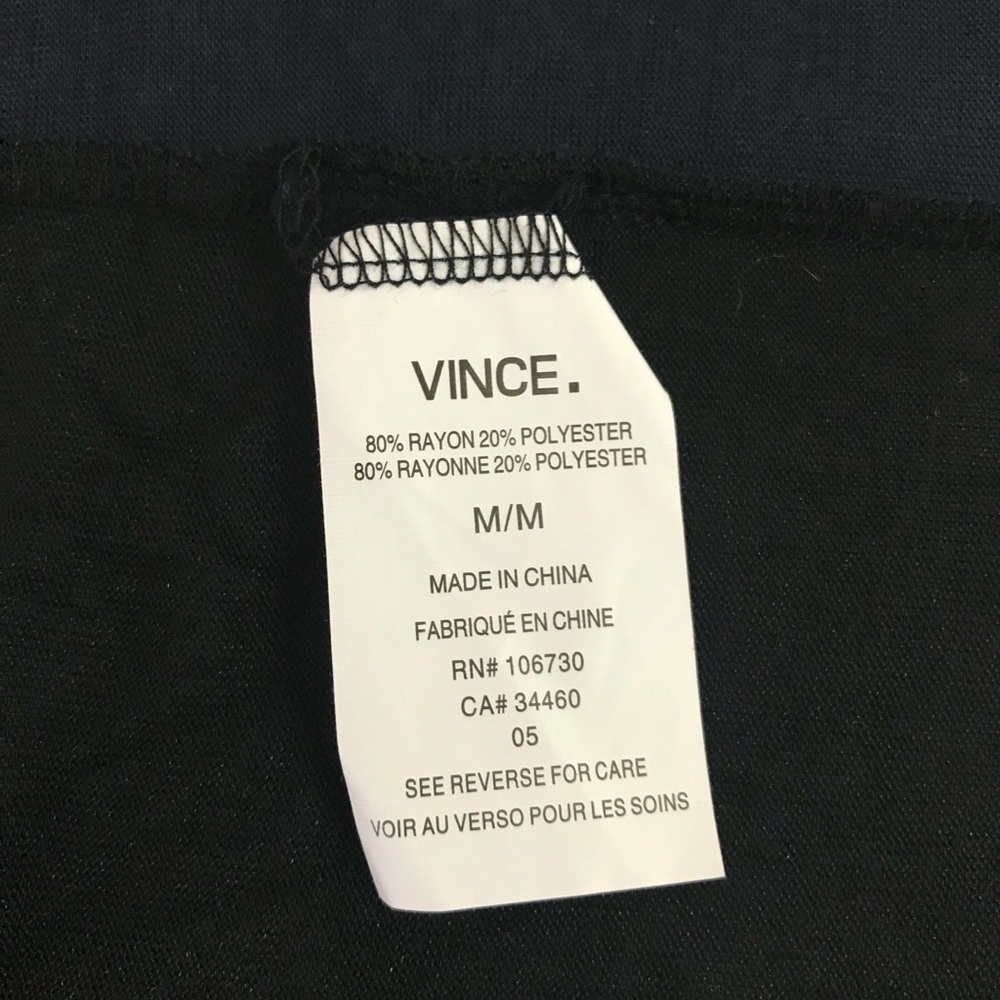 VINCE.
80% RAYON 20% POLYESTER
80% RAYONNE 20% POLYESTER
M/M
MADE IN CHINA
FABRIQUÉ EN CHINE
RN# 106730
CA# 34460
05
SEE REVERSE FOR CARE
VOIR AU VERSO POUR LES SOINS